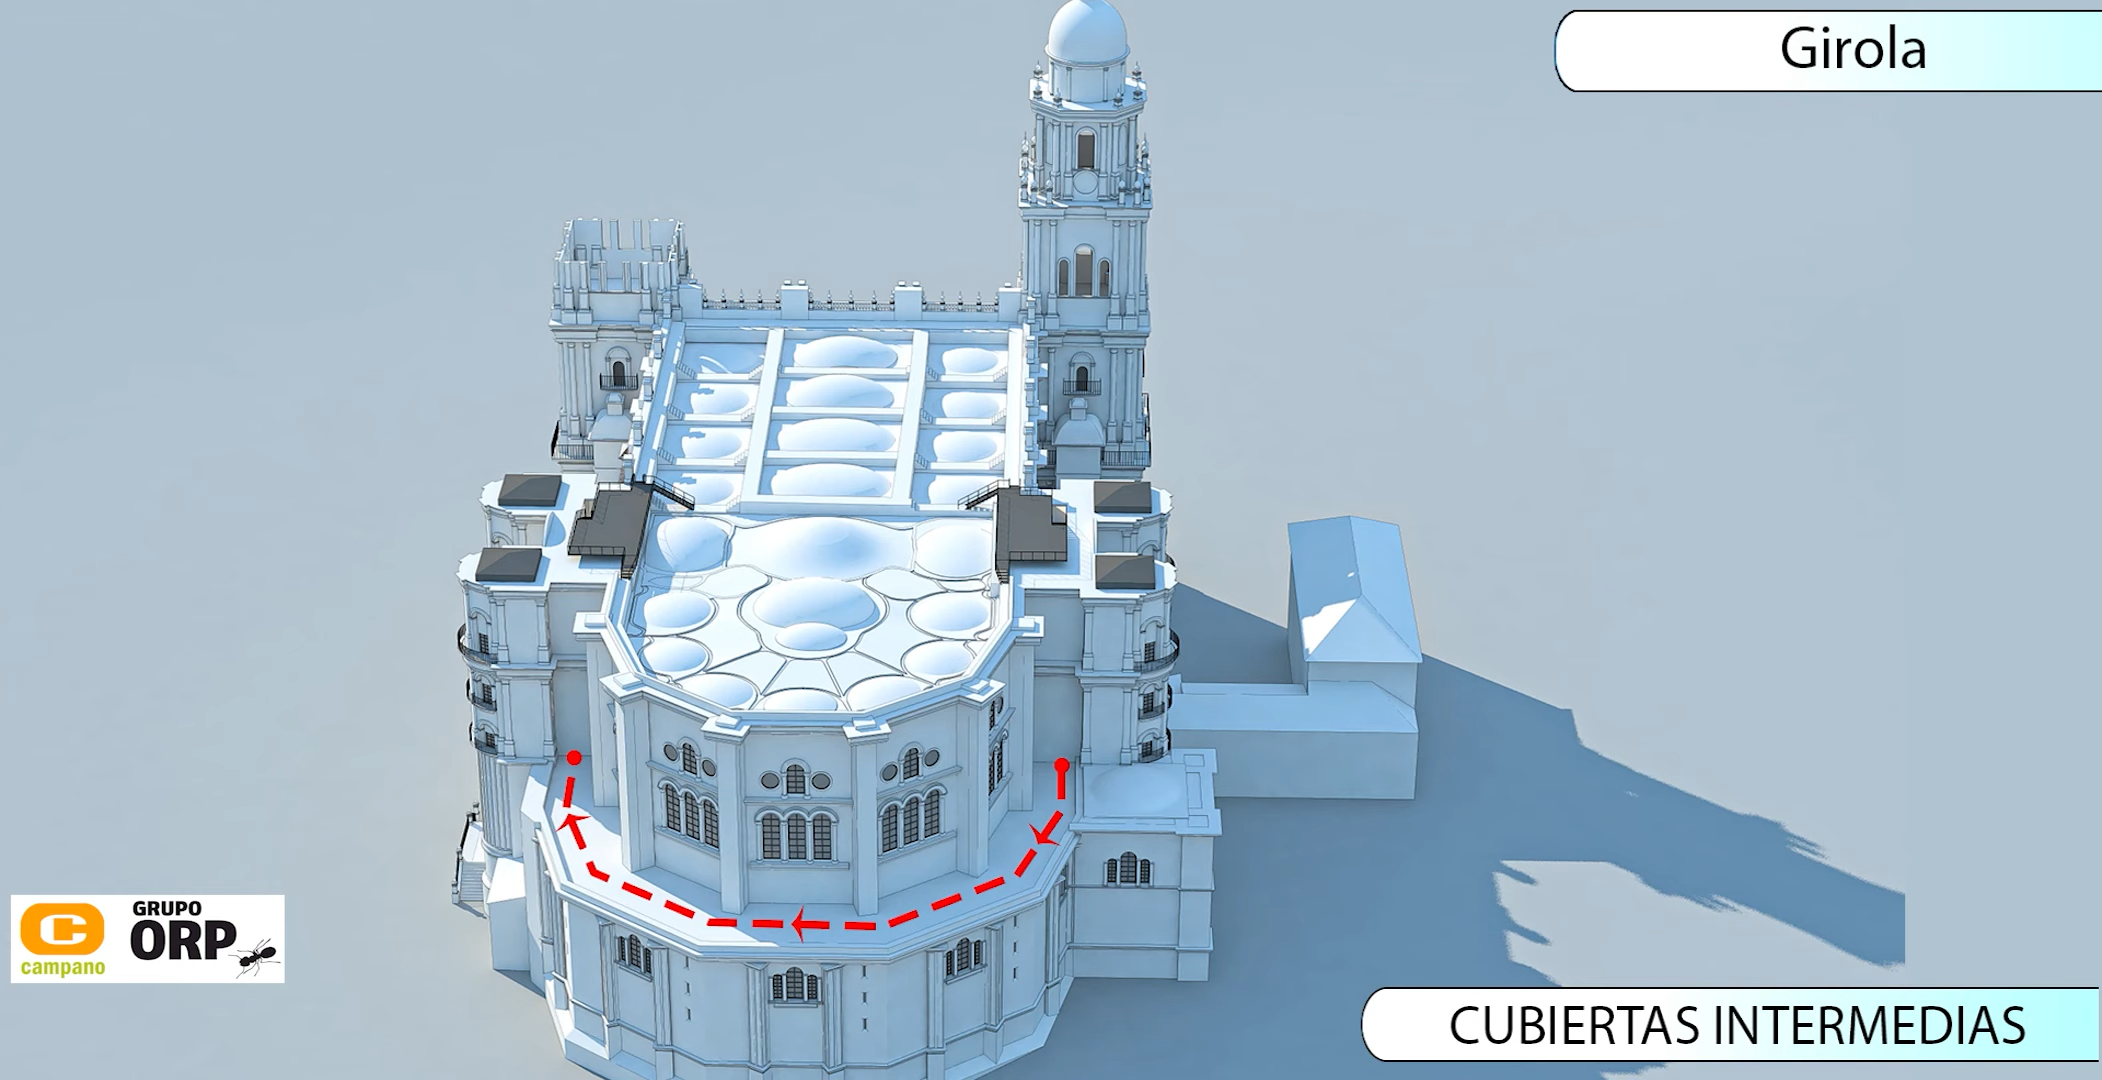 Girola
campano
GRUPO
ORP
CUBIERTAS INTERMEDIAS